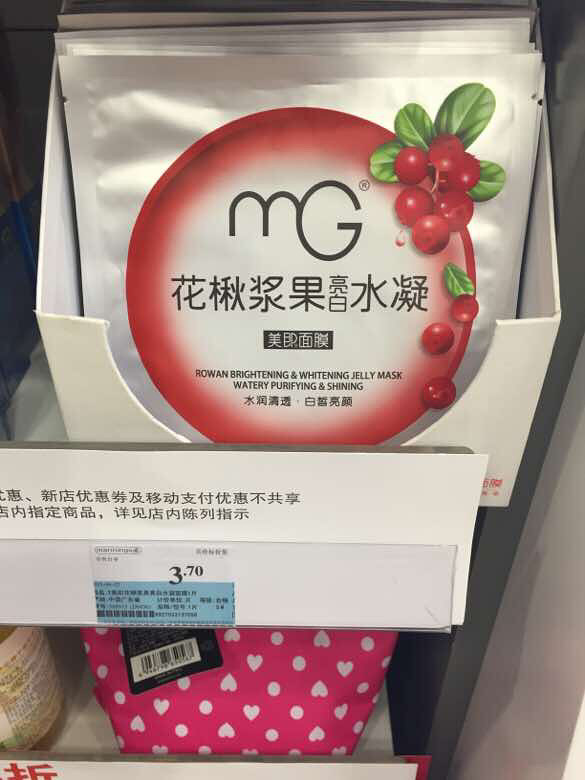 mG®
花楸浆果亮白水凝
美即面膜
ROWAN BRIGHTENING & WHITENING JELLY MASK
WATERY PURIFYING & SHINING
水润清透·白皙亮颜
面膜
惠、新店优惠券及移动支付优惠不共享
店内指定商品，详见店内陈列指示
3.70
折